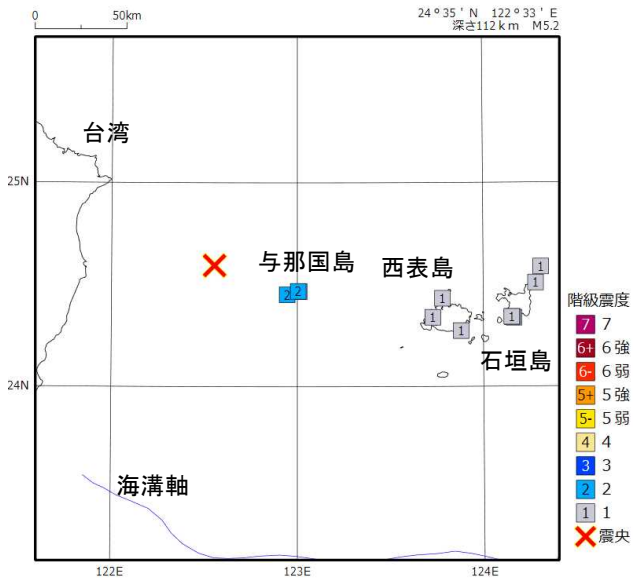 0 50km
24°35′N 122°33′E
深さ112km M5.2
台湾
25N
与那国島
西表島
1
1
2 2
1
1
1
1
1
石垣島
24N
海溝軸
122E 123E 124E
階級震度
7 7
6+ 6強
6- 6弱
5+ 5強
5- 5弱
4 4
3 3
2 2
1 1
震央